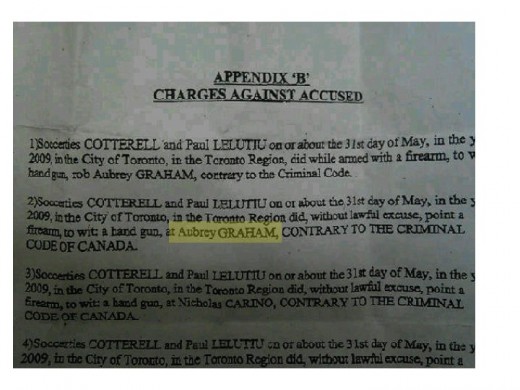 APPENDIX 'B'
CHARGES AGAINST ACCUSED
1)Soccerties COTTERELL and Paul LELUTIU on or about the 31st day of May, in the y
2009, in the City of Toronto, in the Toronto Region, did while armed with a firearm, to w
handgun, rob Aubrey GRAHAM, contrary to the Criminal Code.
2)Soccerties COTTERELL and Paul LELUTIU on or about the 31st day of May, in the y
2009, in the City of Toronto, in the Toronto Region did, without lawful excuse, point a
firearm, to wit: a hand gun, at Aubrey GRAHAM, CONTRARY TO THE CRIMINAL
CODE OF CANADA.
3)Soccerties COTTERELL and Paul LELUTIU on or about the 31st day of May, in the y
2009, in the City of Toronto, in the Toronto Region did, without lawful excuse, point a
firearm, to wit: a hand gun, at Nicholas CARINO, CONTRARY TO THE CRIMINAL
CODE OF CANADA.
4)Soccerties COTTERELL and Paul LELUTIU on or about the 31st day of May, in the y
2009, in the City of Toronto, in the Toronto Region did, without lawful excuse, point a